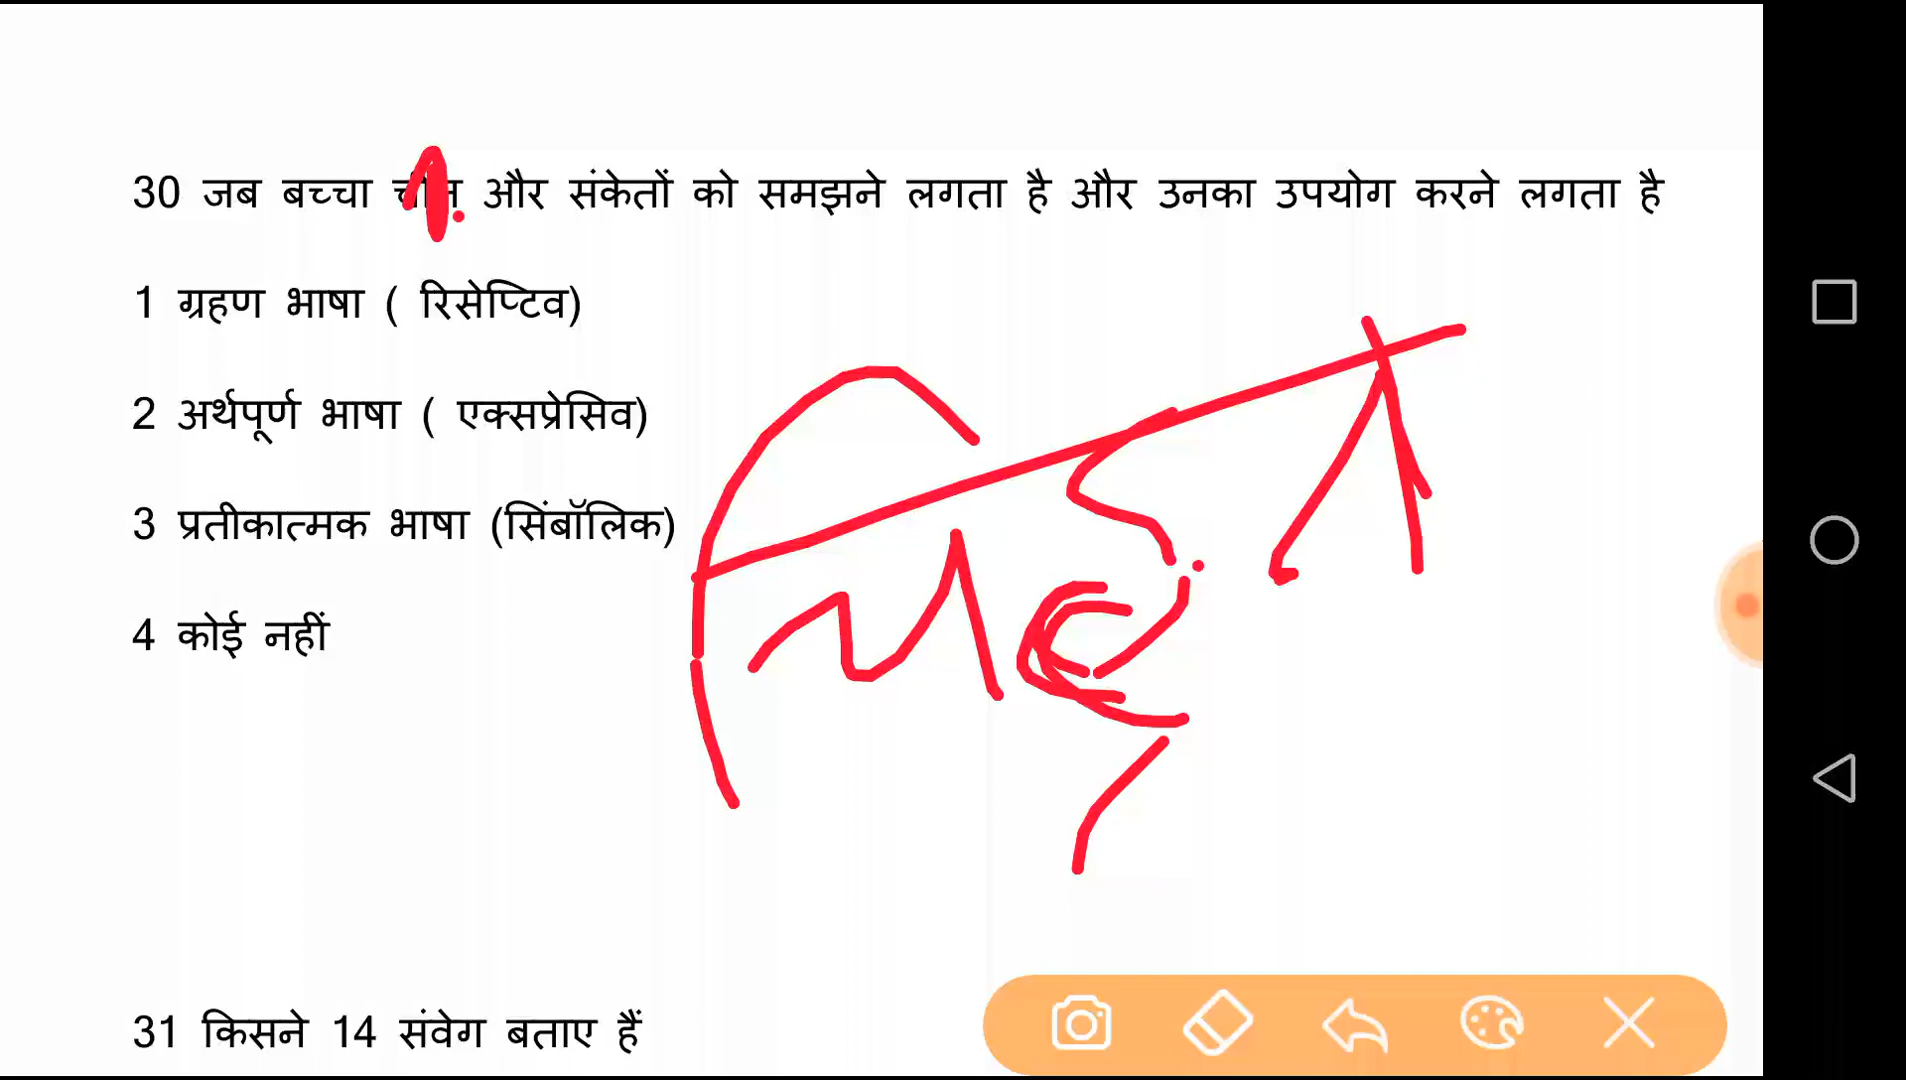 30 जब बच्चा और संकेतों को समझने लगता है और उनका उपयोग करने लगता है
1 ग्रहण भाषा ( रिसेप्टिव)
2 अर्थपूर्ण भाषा ( एक्सप्रेसिव)
3 प्रतीकात्मक भाषा (सिंबॉलिक)
4 कोई नहीं
31 किसने 14 संवेग बताए हैं